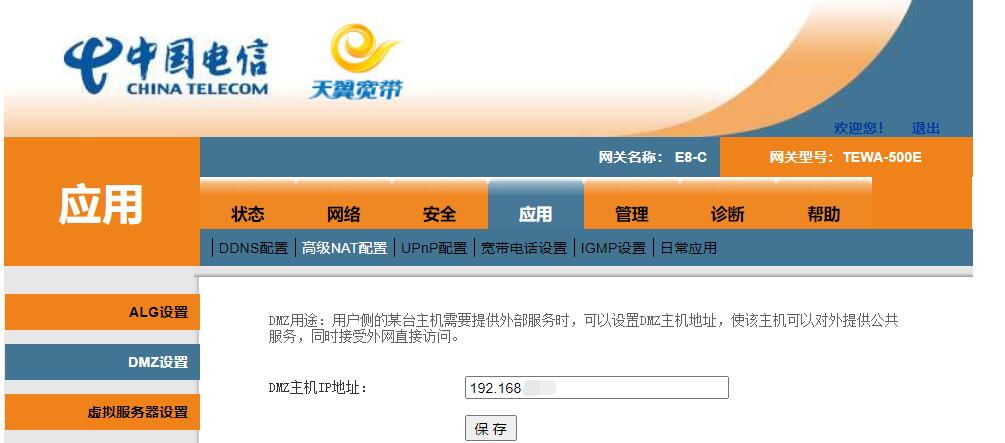 中国电信
CHINA TELECOM
天翼宽带
欢迎您! 退出
网关名称: E8-C 网关型号: TEWA-500E
应用
状态 网络 安全 应用 管理 诊断 帮助
DDNS配置 高级NAT配置 UPnP配置 宽带电话设置 IGMP设置 日常应用
ALG设置
DMZ设置
虚拟服务器设置
DMZ用途：用户侧的某台主机需要提供外部服务时，可以设置DMZ主机地址，使该主机可以对外提供公共
服务，同时接受外网直接访问。
DMZ主机IP地址：
192.168
保 存